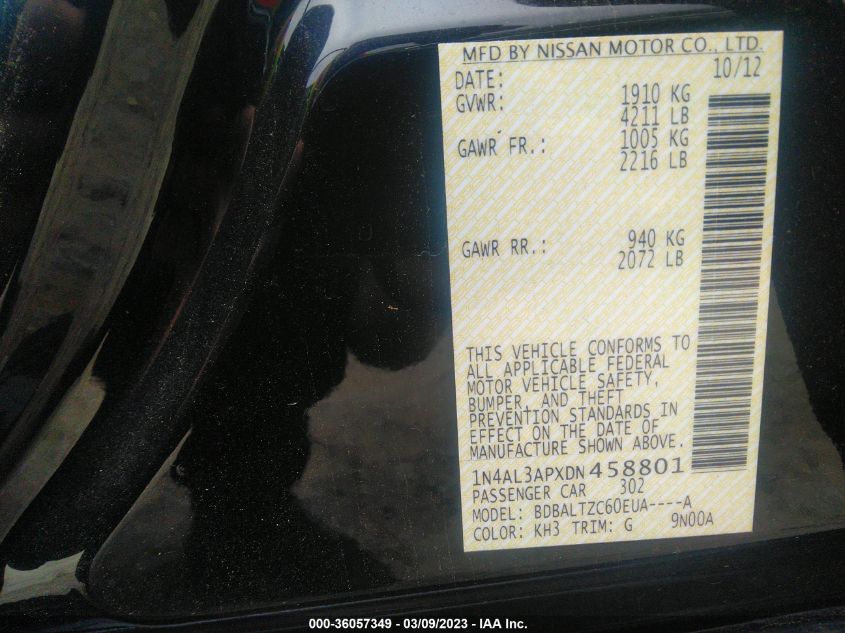 MFD BY NISSAN MOTOR CO., LTD.
DATE: 10/12
GVWR: 1910 KG
4211 LB
GAWR FR.: 1005 KG
2216 LB
GAWR RR.: 940 KG
2072 LB
THIS VEHICLE CONFORMS TO
ALL APPLICABLE FEDERAL
MOTOR VEHICLE SAFETY,
BUMPER, AND THEFT
PREVENTION STANDARDS IN
EFFECT ON THE DATE OF
MANUFACTURE SHOWN ABOVE.
1N4AL3APXDN458801
PASSENGER CAR 302
MODEL: BDBALTZC60EUA----A
COLOR: KH3 TRIM: G 9N00A
000-36057349 - 03/09/2023 - IAA Inc.